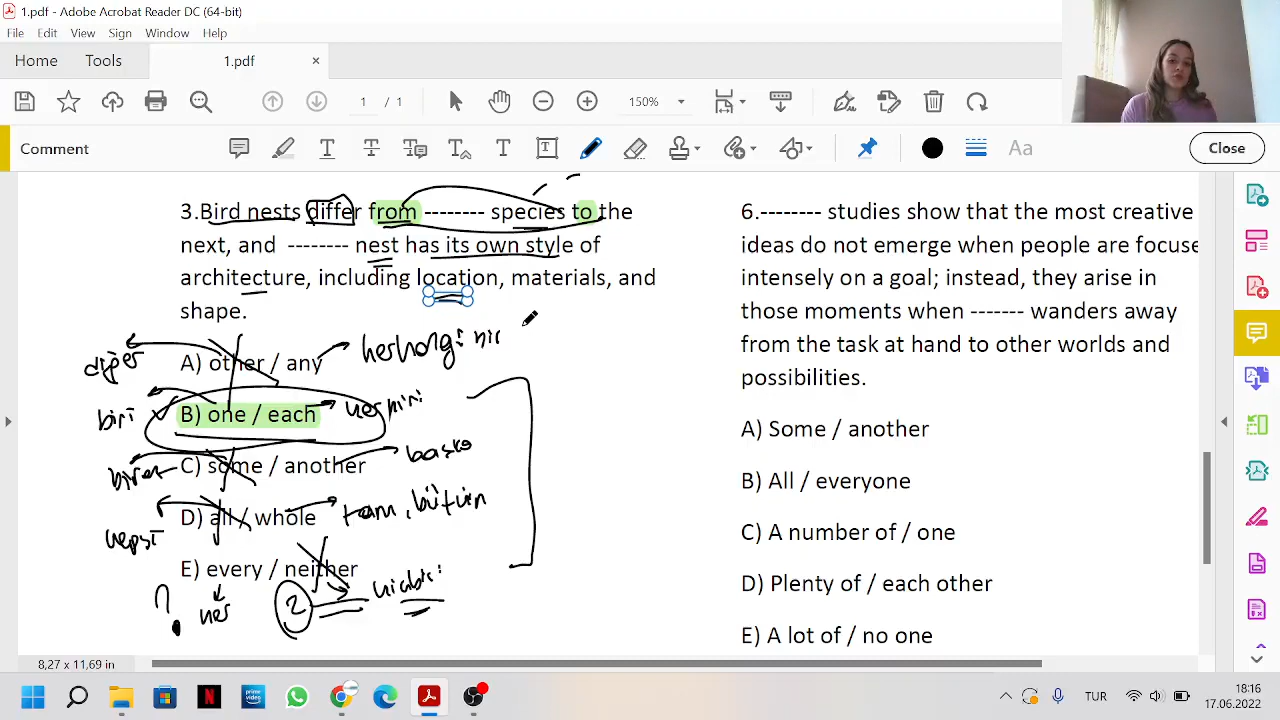 1.pdf - Adobe Acrobat Reader DC (64-bit)
File Edit View Sign Window Help
Home Tools 1.pdf ×
1 / 1 150%
Comment
Aa
Close
3.Bird nests differ from -------- species to the
next, and -------- nest has its own style of
architecture, including location, materials, and
shape.
diğer
A) other / any
herhangi bir
biri
B) one / each
her biri
C) some / another
başka
hepsi
D) all / whole
tam, bütün
E) every / neither
her
2
hiçbiri
6.-------- studies show that the most creative
ideas do not emerge when people are focuse
intensely on a goal; instead, they arise in
those moments when ------- wanders away
from the task at hand to other worlds and
possibilities.
A) Some / another
B) All / everyone
C) A number of / one
D) Plenty of / each other
E) A lot of / no one
8,27 x 11,69 in
prime video
TUR
18:16
17.06.2022